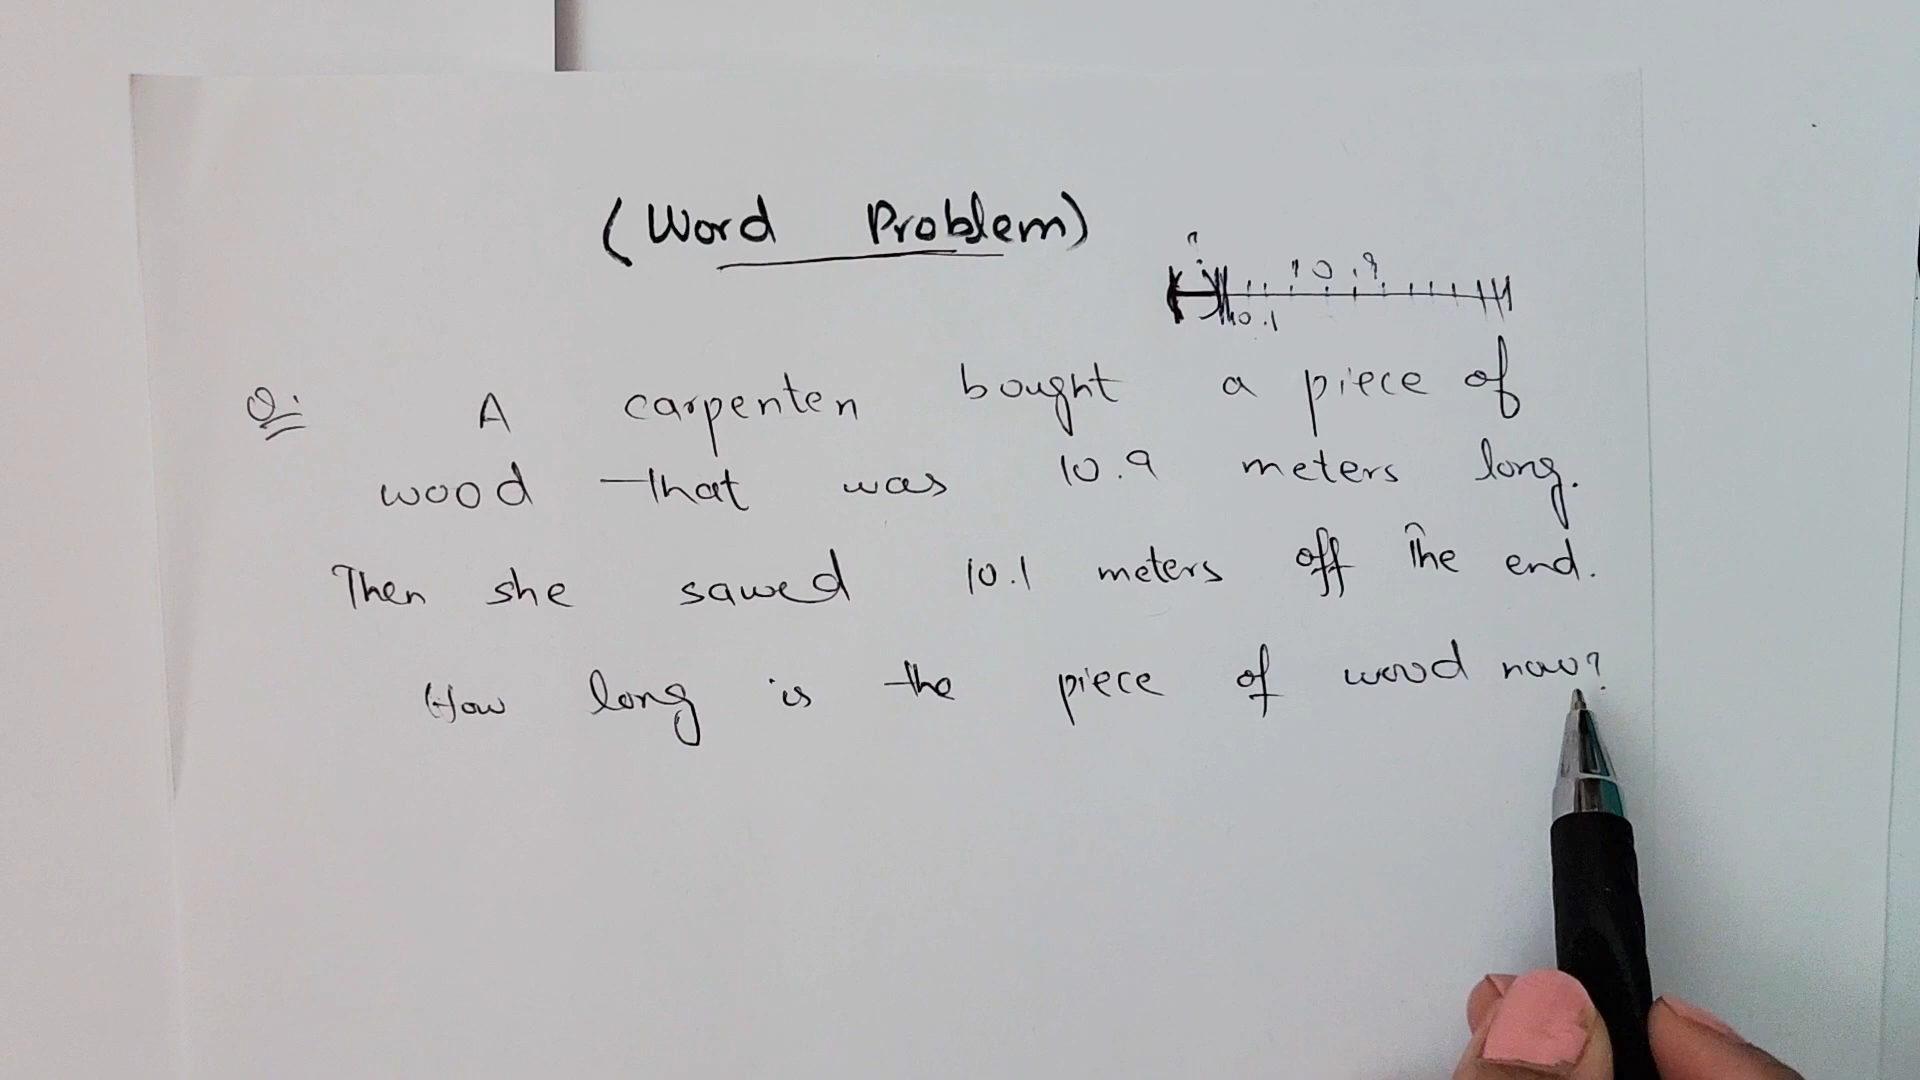 (Word Problem)
10.9
10.1
Q: A carpenten bought a piece of
wood that was 10.9 meters long.
Then she sawed 10.1 meters off the end.
How long is the piece of wood now?